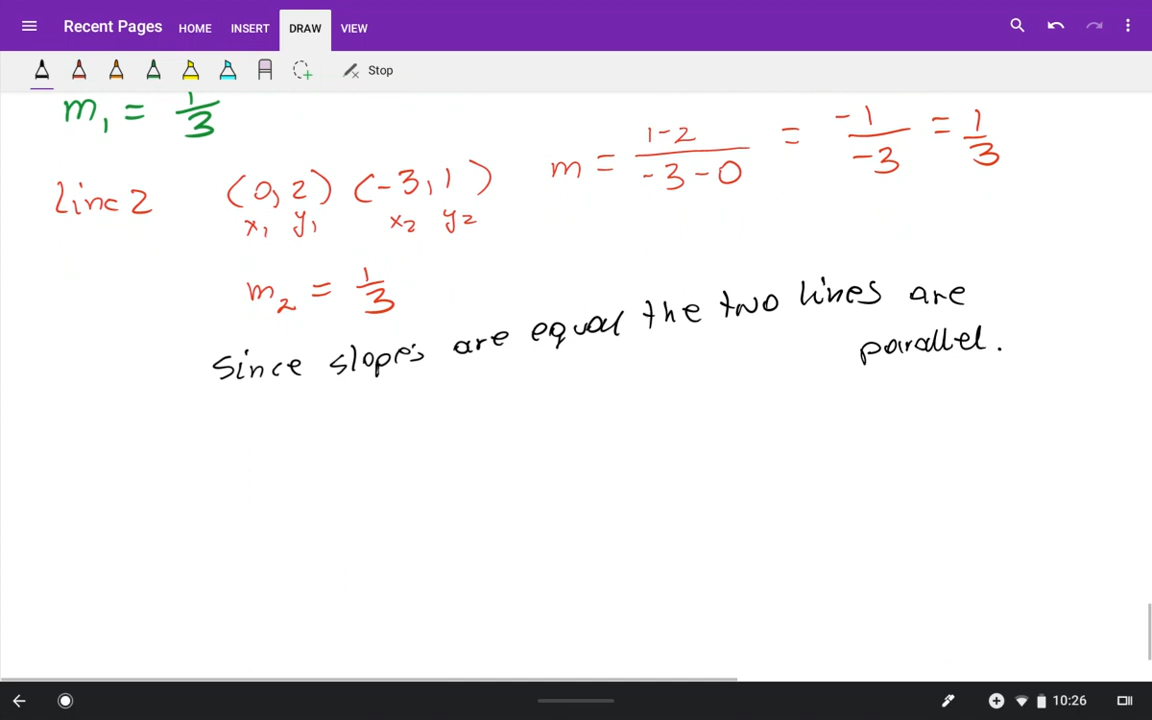 Recent Pages HOME INSERT DRAW VIEW
Stop
m₁ = 1/3
Line 2 (0, 2) (-3, 1) m = (1-2)/(-3-0) = -1/-3 = 1/3
x₁ y₁ x₂ y₂
m₂ = 1/3
since slopes are equal the two lines are
parallel.
10:26